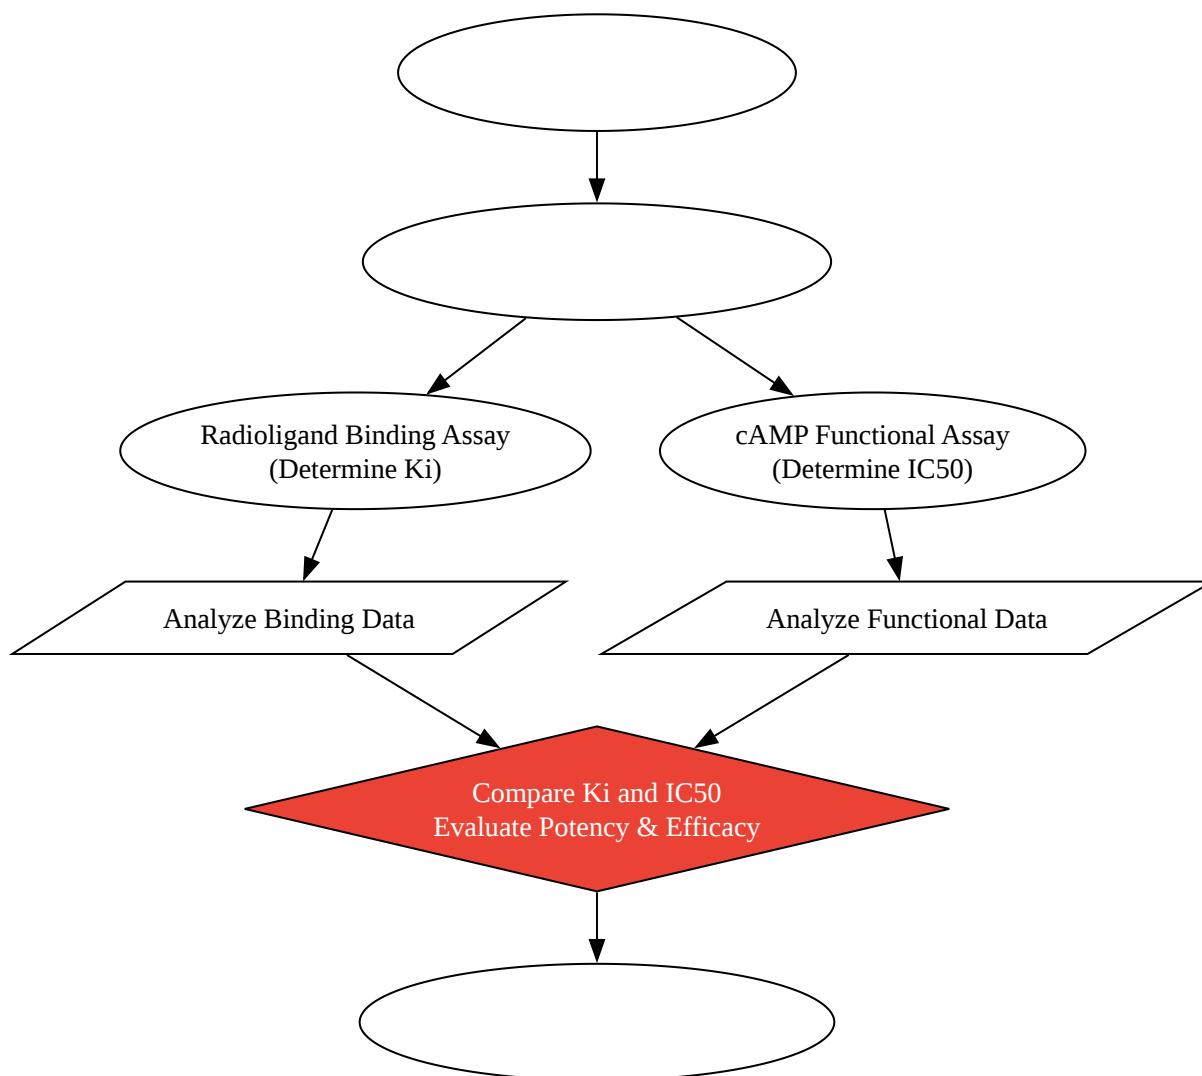 Radioligand Binding Assay
(Determine Ki)
cAMP Functional Assay
(Determine IC50)
Analyze Binding Data
Analyze Functional Data
Compare Ki and IC50
Evaluate Potency & Efficacy